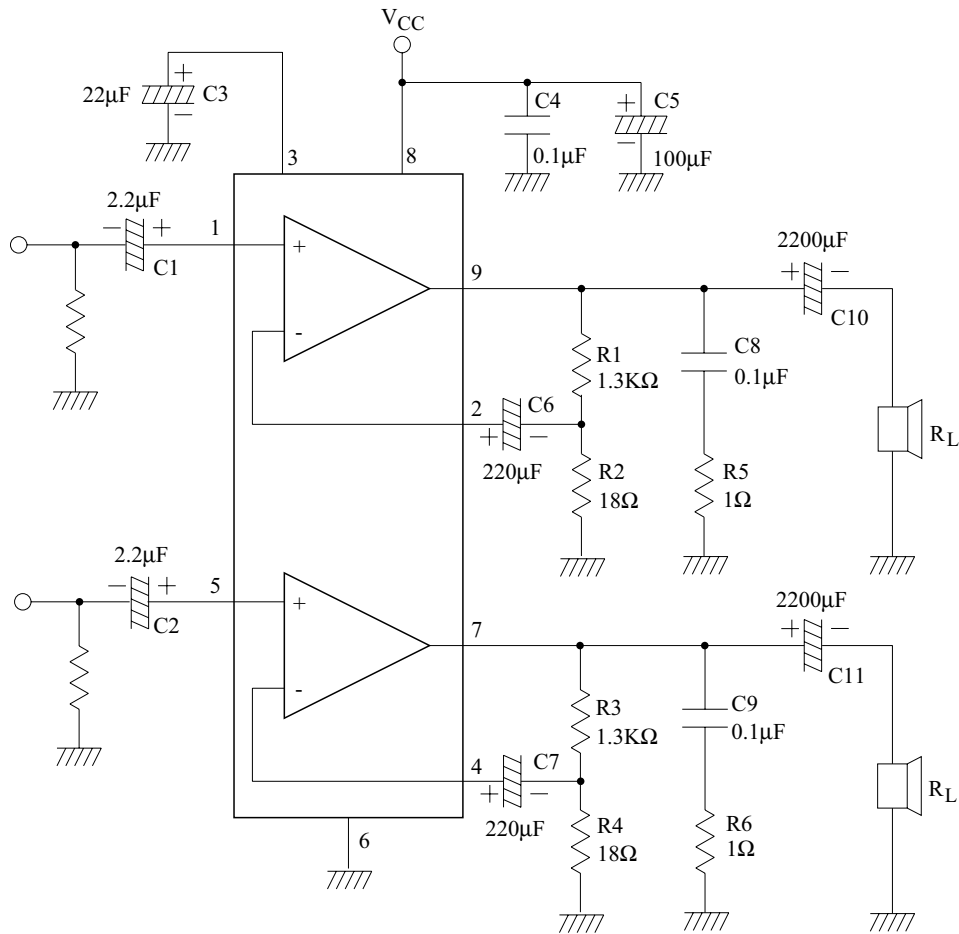 VCC
+
22µF
C3
−
3
8
C4
0.1µF
+
C5
−
100µF
2.2µF
− +
C1
1
+
-
9
2200µF
+ −
C10
R1
1.3KΩ
C8
0.1µF
2
C6
+ −
220µF
R2
18Ω
R5
1Ω
RL
2.2µF
− +
C2
5
+
-
7
2200µF
+ −
C11
R3
1.3KΩ
C9
0.1µF
4
C7
+ −
220µF
R4
18Ω
R6
1Ω
RL
6